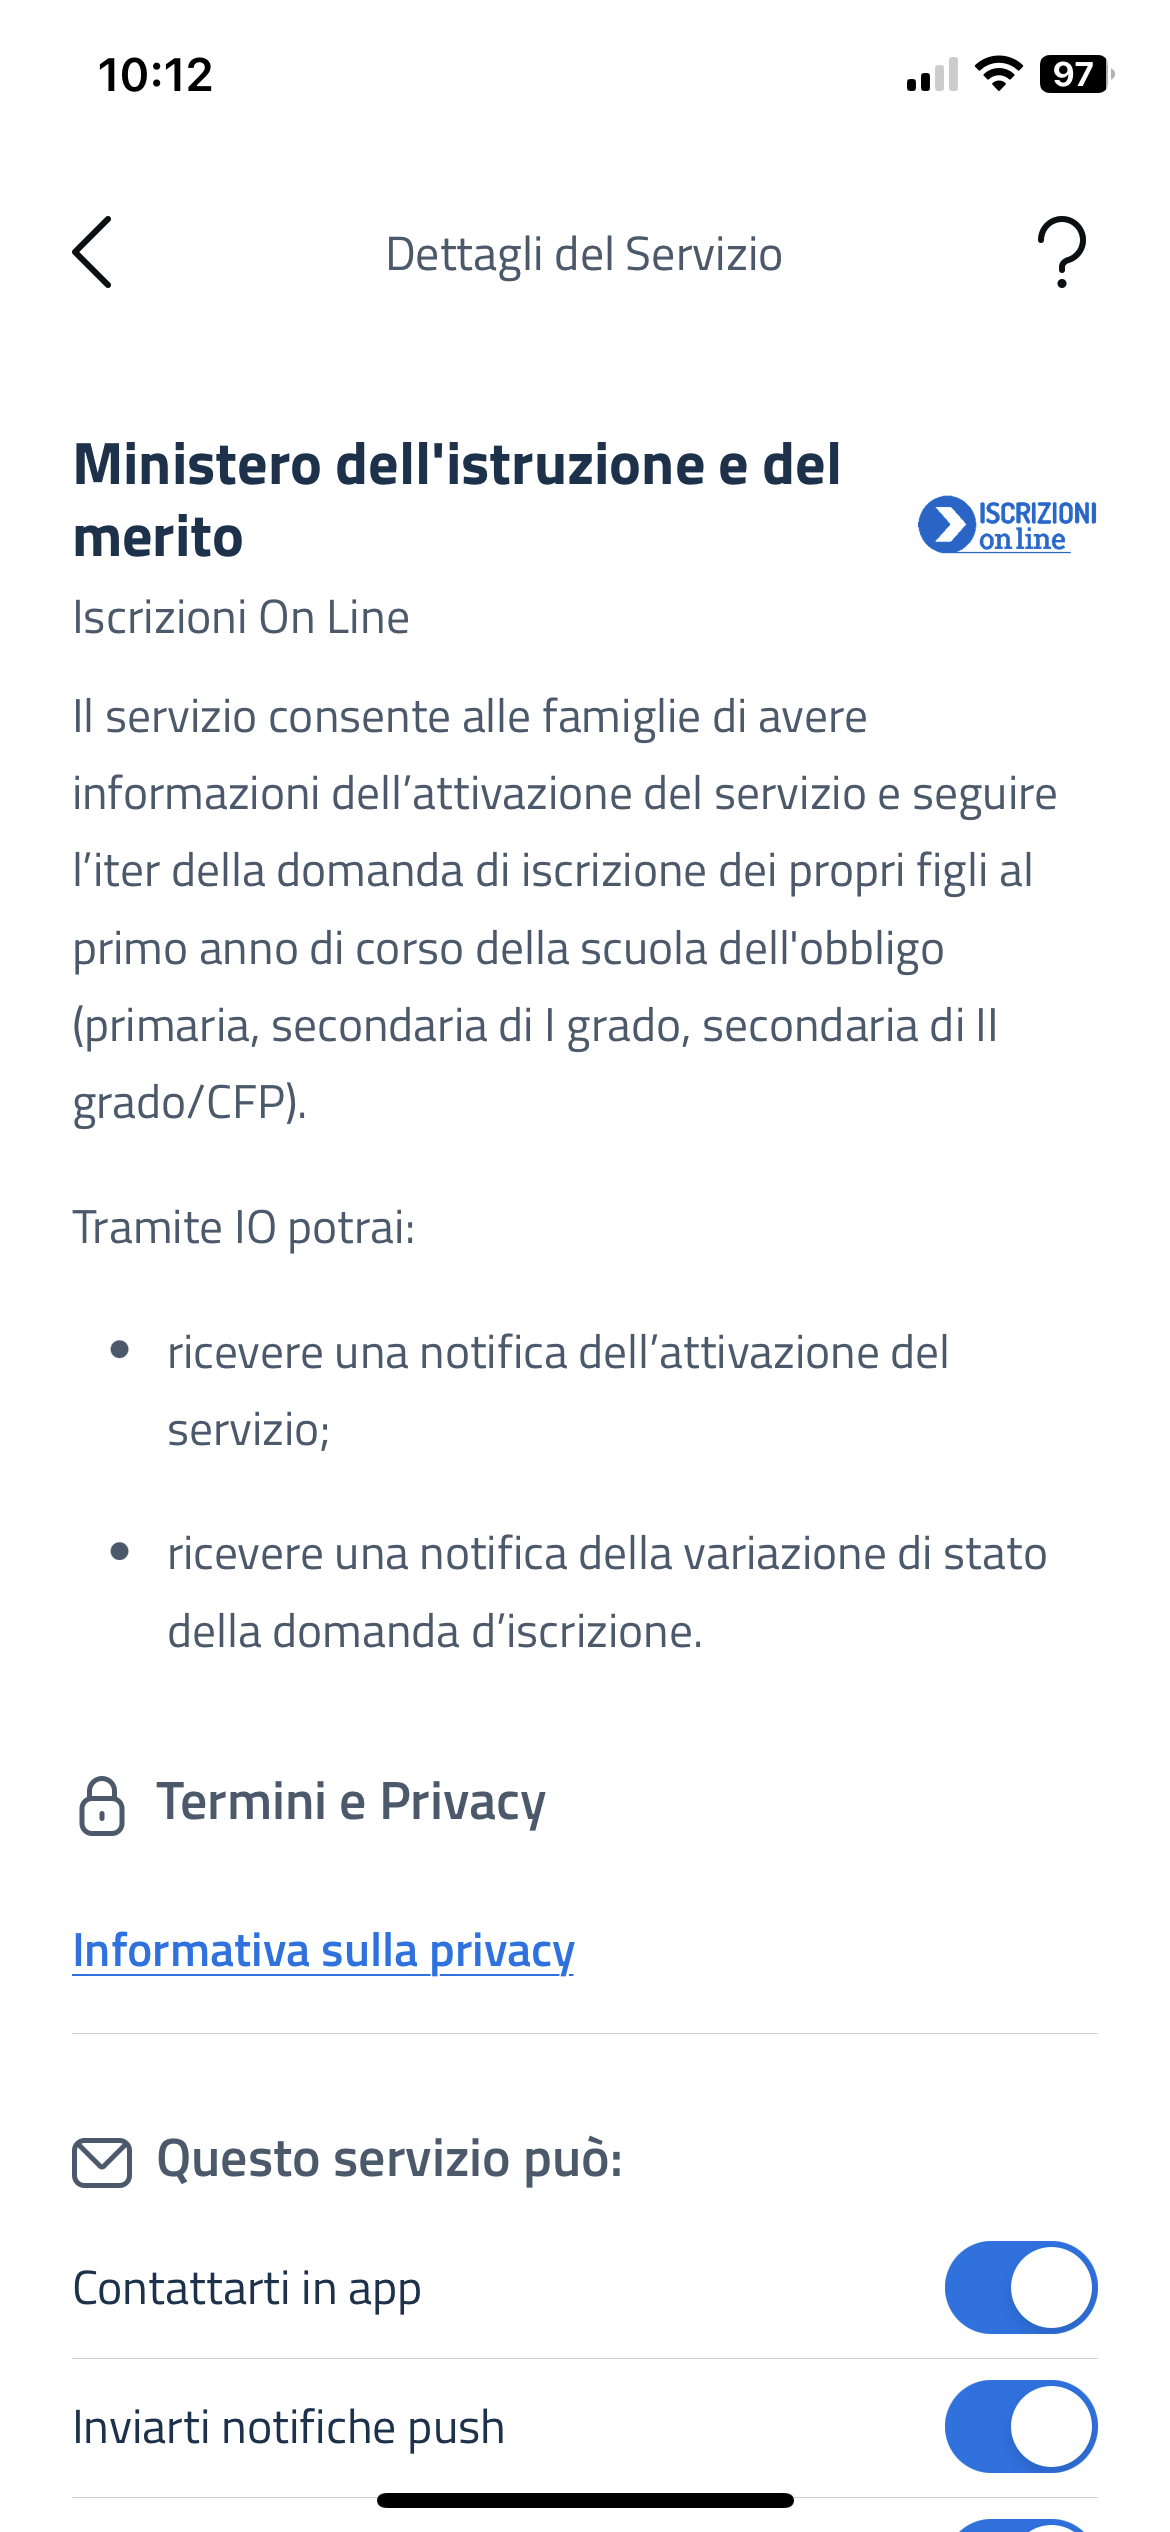 10:12
97
Dettagli del Servizio
Ministero dell'istruzione e del
merito
ISCRIZIONI
on line
Iscrizioni On Line
Il servizio consente alle famiglie di avere
informazioni dell’attivazione del servizio e seguire
l’iter della domanda di iscrizione dei propri figli al
primo anno di corso della scuola dell'obbligo
(primaria, secondaria di I grado, secondaria di II
grado/CFP).
Tramite IO potrai:
• ricevere una notifica dell’attivazione del
servizio;
• ricevere una notifica della variazione di stato
della domanda d’iscrizione.
Termini e Privacy
Informativa sulla privacy
Questo servizio può:
Contattarti in app
Inviarti notifiche push